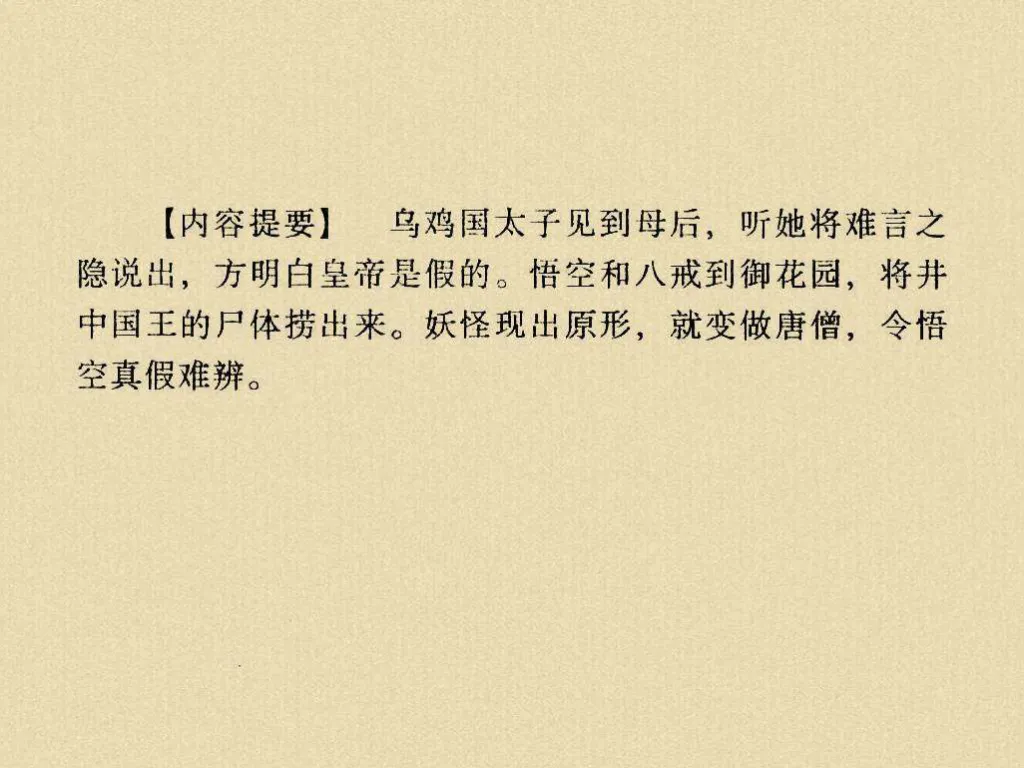 【内容提要】 乌鸡国太子见到母后，听她将难言之
隐说出，方明白皇帝是假的。悟空和八戒到御花园，将井
中国王的尸体捞出来。妖怪现出原形，就变做唐僧，令悟
空真假难辨。